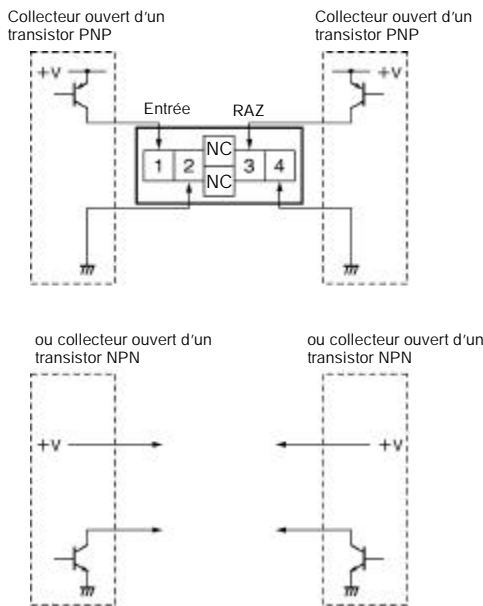 Collecteur ouvert d'un
transistor PNP
Collecteur ouvert d'un
transistor PNP
+V
+V
Entrée
RAZ
NC
1 2 3 4
NC
ou collecteur ouvert d'un
transistor NPN
ou collecteur ouvert d'un
transistor NPN
+V
+V